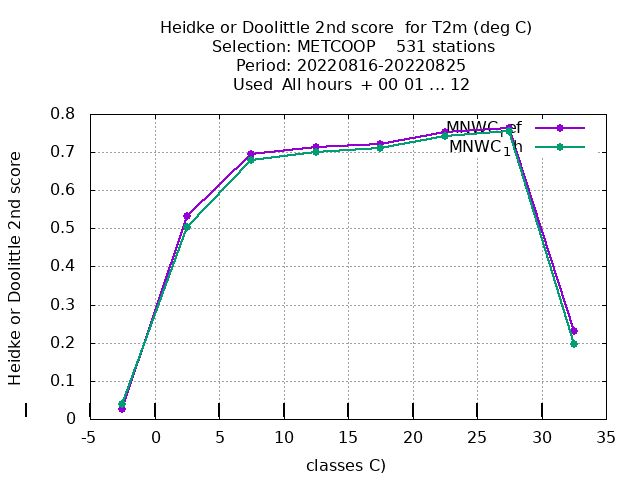 Heidke or Doolittle 2nd score  for T2m (deg C)
Selection: METCOOP    531 stations
Period: 20220816-20220825
Used  All hours  + 00 01 ... 12
Heidke or Doolittle 2nd score
0.8
0.7
0.6
0.5
0.4
0.3
0.2
0.1
0
MNWC_ref
MNWC_1h
-5 0 5 10 15 20 25 30 35
classes C)